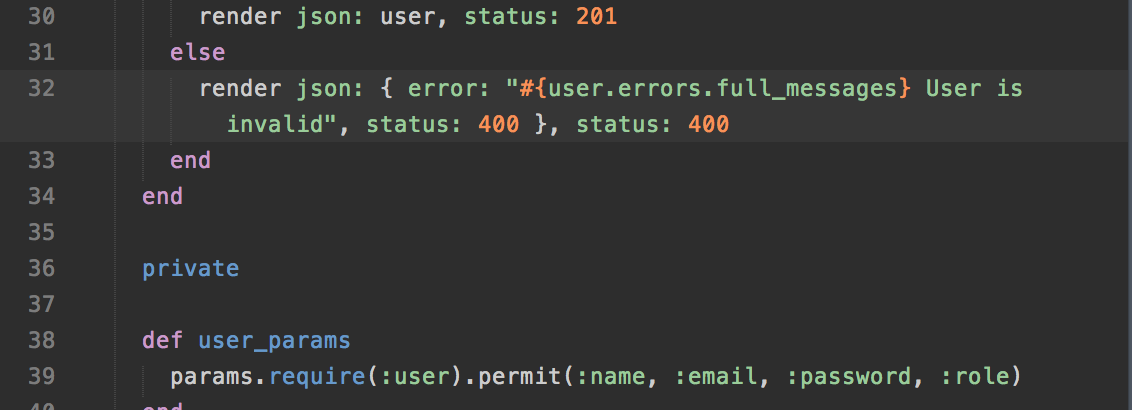 30 render json: user, status: 201
31 else
32 render json: { error: "#{user.errors.full_messages} User is
invalid", status: 400 }, status: 400
33 end
34 end
35
36 private
37
38 def user_params
39 params.require(:user).permit(:name, :email, :password, :role)
40 end